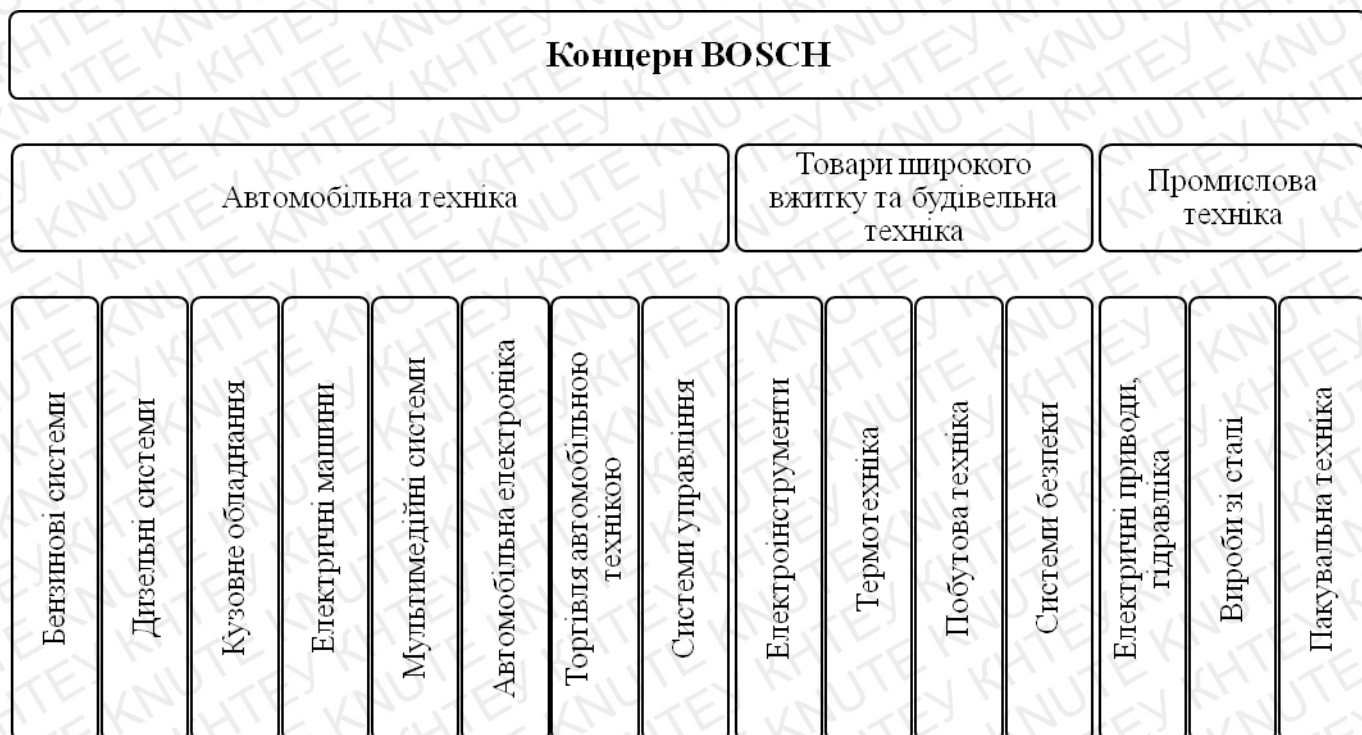 Концерн BOSCH
Автомобільна техніка
Товари широкого
вжитку та будівельна
техніка
Промислова
техніка
Бензинові системи
Дизельні системи
Кузовне обладнання
Електричні машини
Мультимедійні системи
Автомобільна електроніка
Торгівля автомобільною
технікою
Системи управління
Електроінструменти
Термотехніка
Побутова техніка
Системи безпеки
Електричні приводи,
гідравліка
Вироби зі сталі
Пакувальна техніка